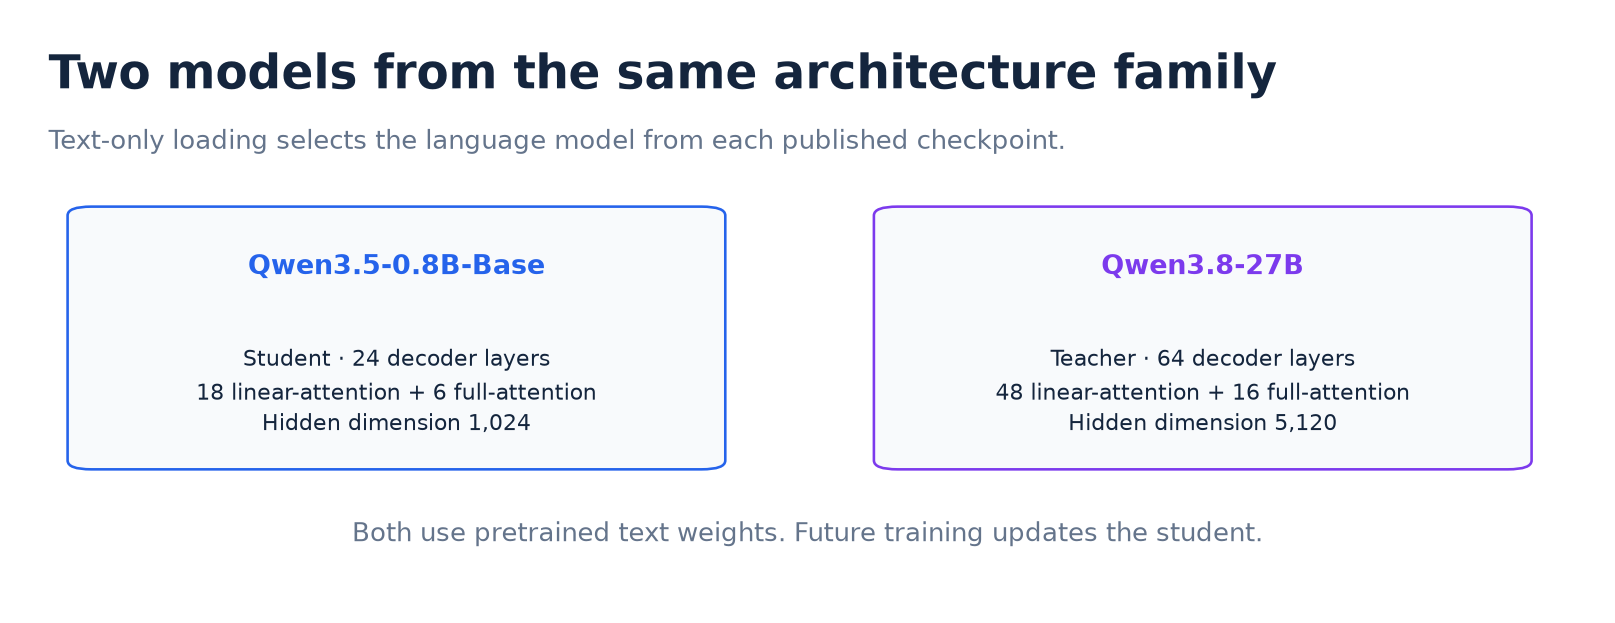 Two models from the same architecture family
Text-only loading selects the language model from each published checkpoint.
Qwen3.5-0.8B-Base
Student · 24 decoder layers
18 linear-attention + 6 full-attention
Hidden dimension 1,024
Qwen3.8-27B
Teacher · 64 decoder layers
48 linear-attention + 16 full-attention
Hidden dimension 5,120
Both use pretrained text weights. Future training updates the student.